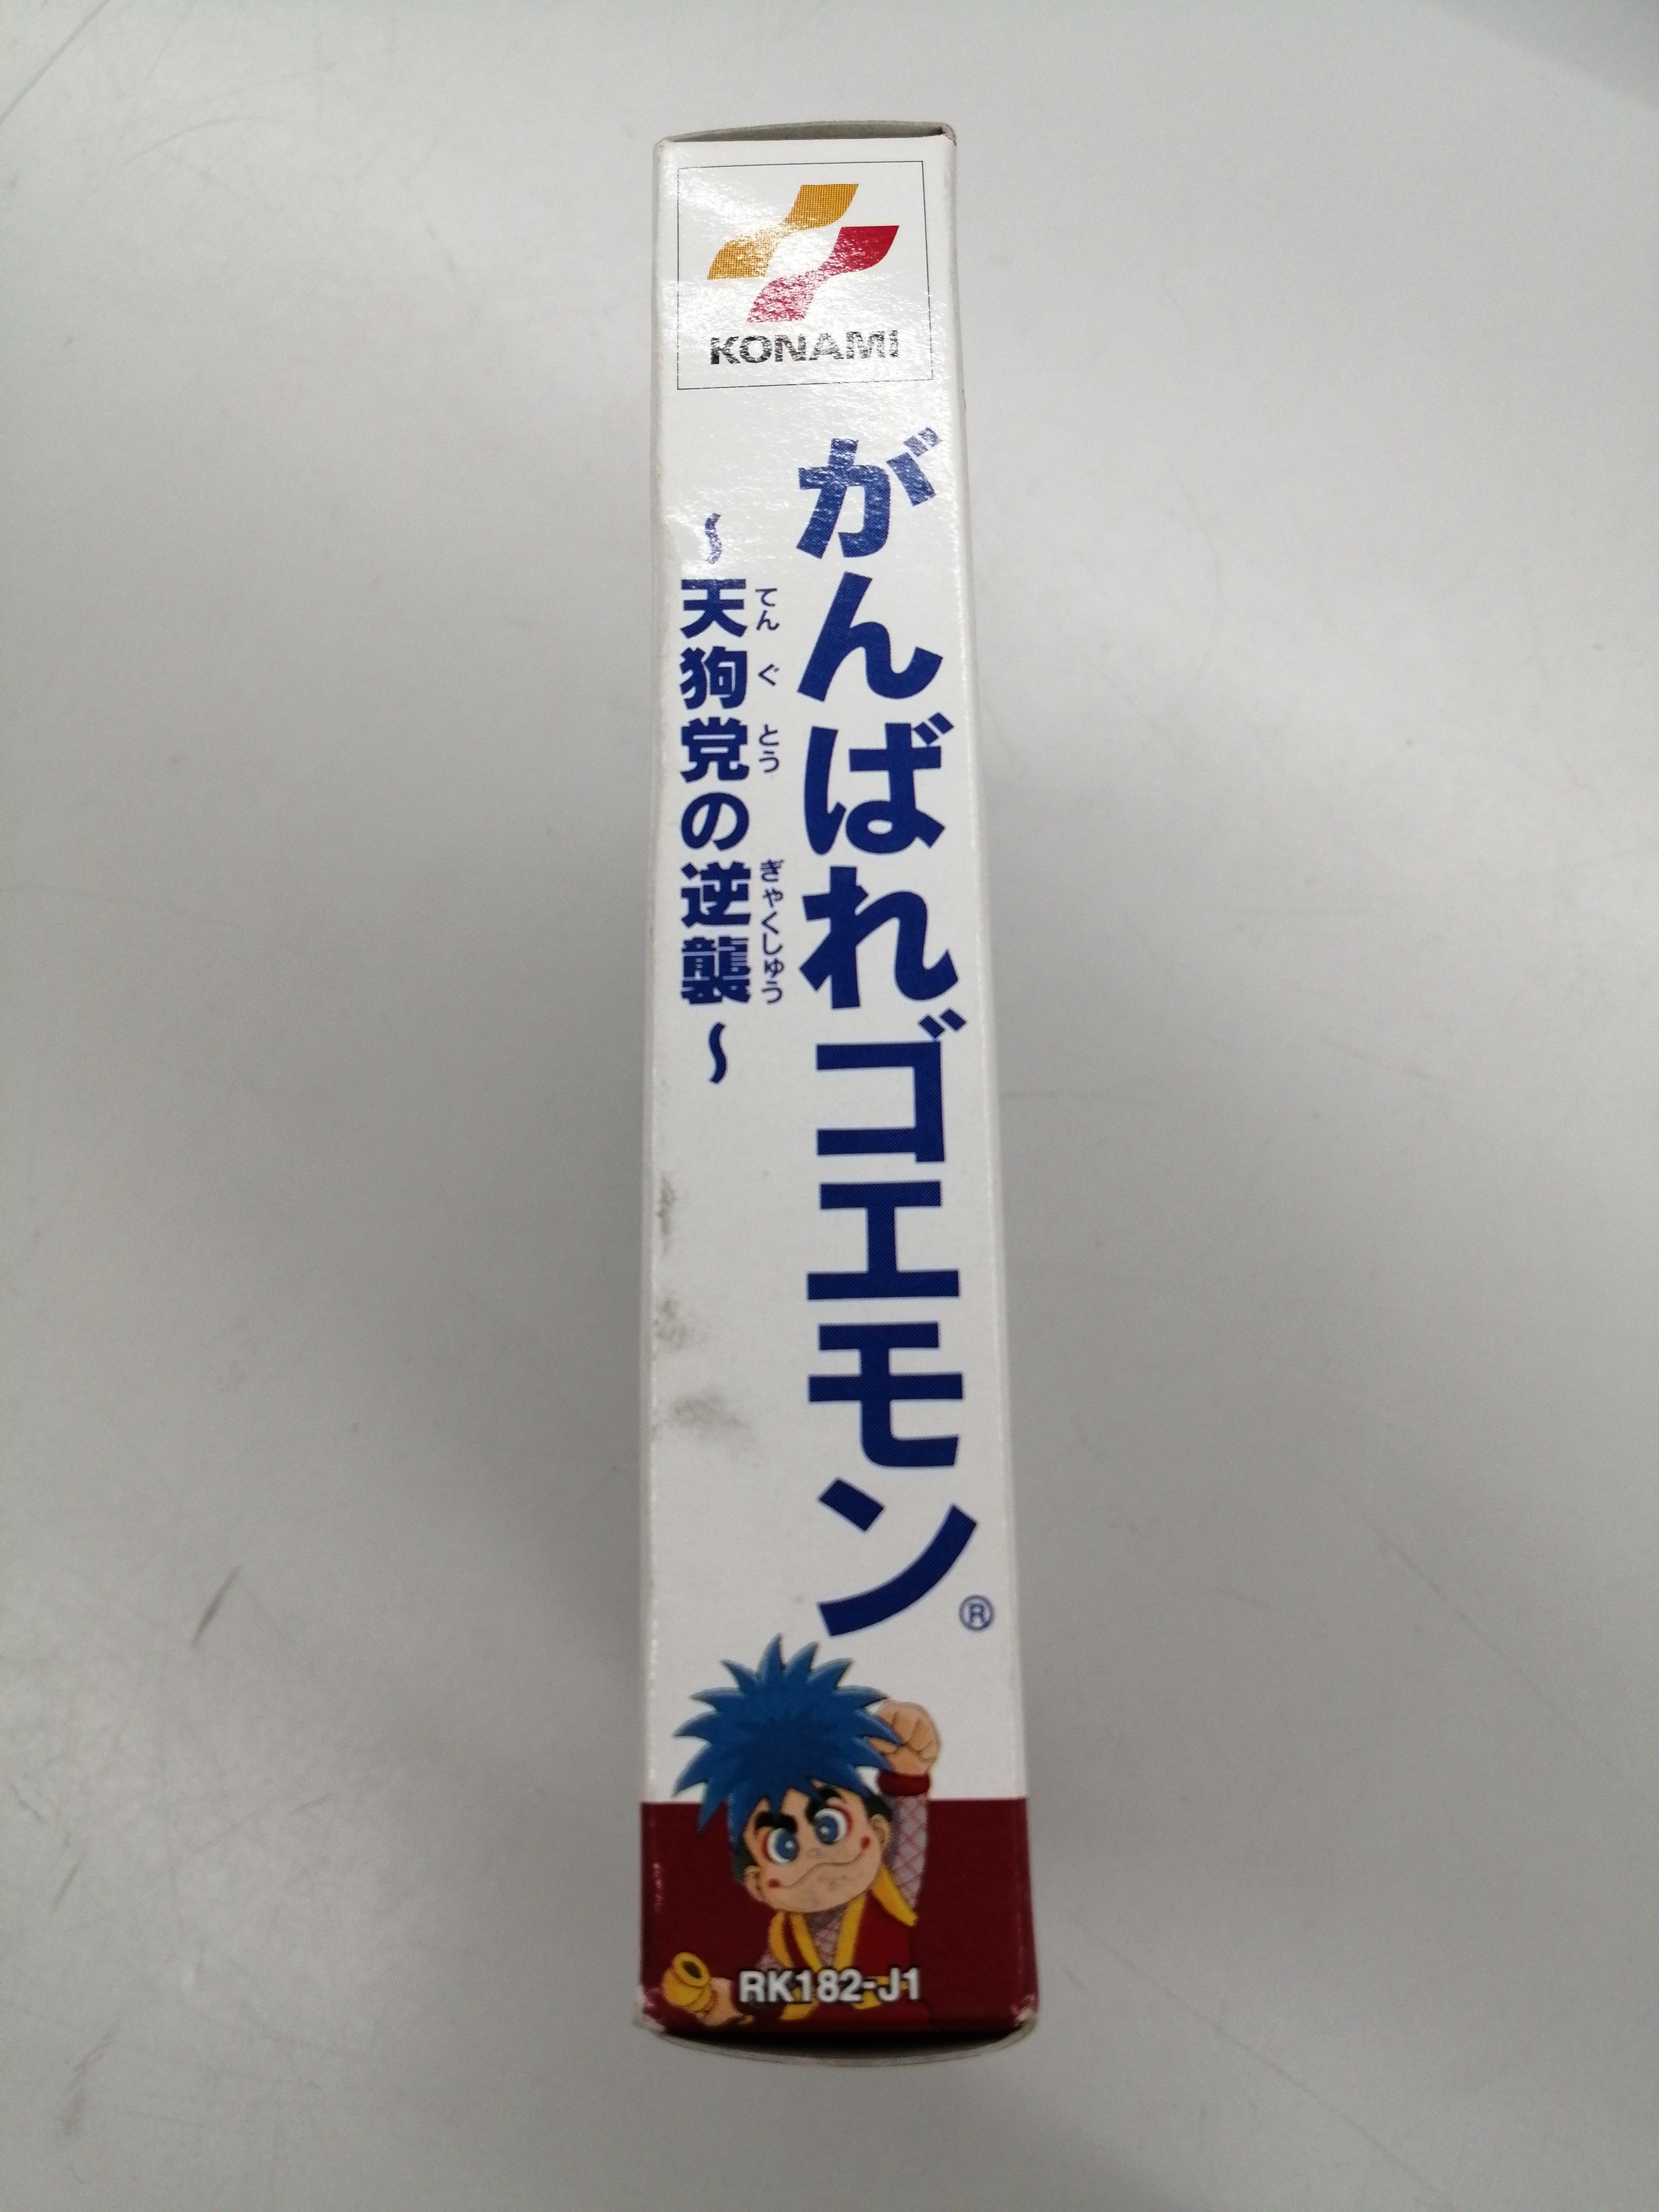 KONAMI
がんばれゴエモン®
～天狗党の逆襲～
てんぐとう ぎゃくしゅう
RK182-J1